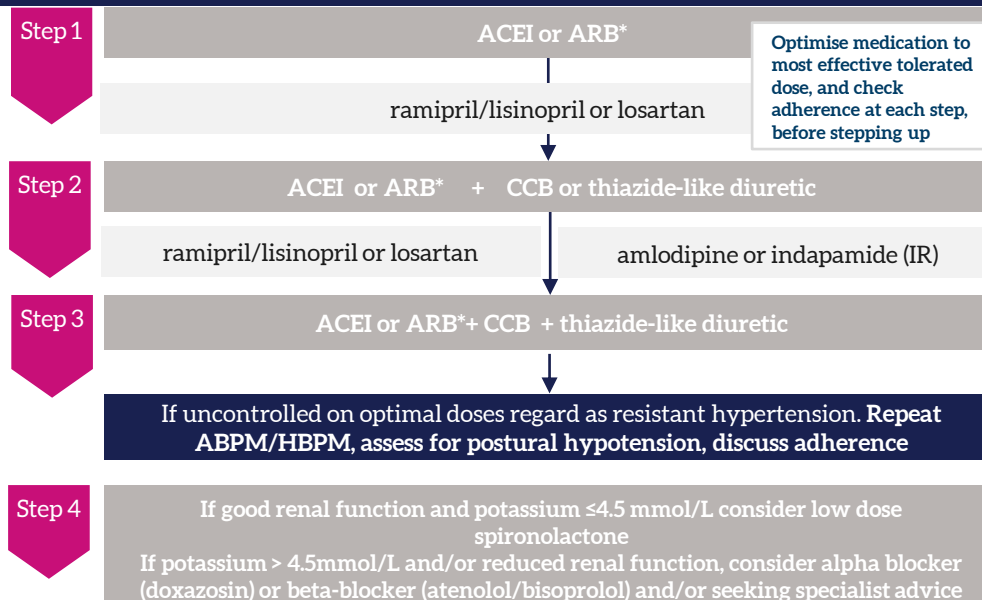 Step 1
ACEI or ARB*
Optimise medication to
most effective tolerated
dose, and check
adherence at each step,
before stepping up
ramipril/lisinopril or losartan
Step 2
ACEI or ARB* + CCB or thiazide-like diuretic
ramipril/lisinopril or losartan
amlodipine or indapamide (IR)
Step 3
ACEI or ARB*+ CCB + thiazide-like diuretic
If uncontrolled on optimal doses regard as resistant hypertension. Repeat
ABPM/HBPM, assess for postural hypotension, discuss adherence
Step 4
If good renal function and potassium ≤4.5 mmol/L consider low dose
spironolactone
If potassium > 4.5mmol/L and/or reduced renal function, consider alpha blocker
(doxazosin) or beta-blocker (atenolol/bisoprolol) and/or seeking specialist advice